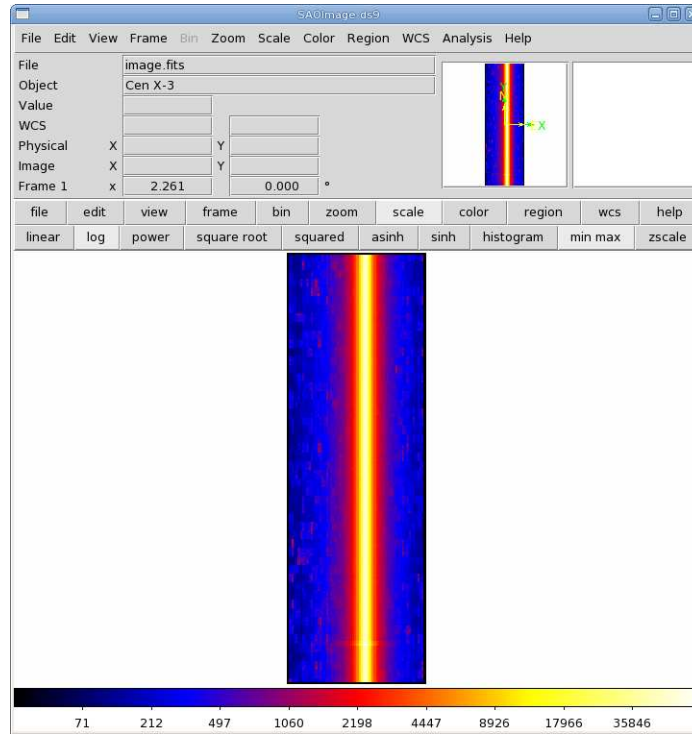 SAOImage ds9
File Edit View Frame Bin Zoom Scale Color Region WCS Analysis Help
File image.fits
Object Cen X-3
Value
WCS
Physical X Y
Image X Y
Frame 1 x 2.261 0.000 °
Y
N
X
file edit view frame bin zoom scale color region wcs help
linear log power square root squared asinh sinh histogram min max zscale
71 212 497 1060 2198 4447 8926 17966 35846